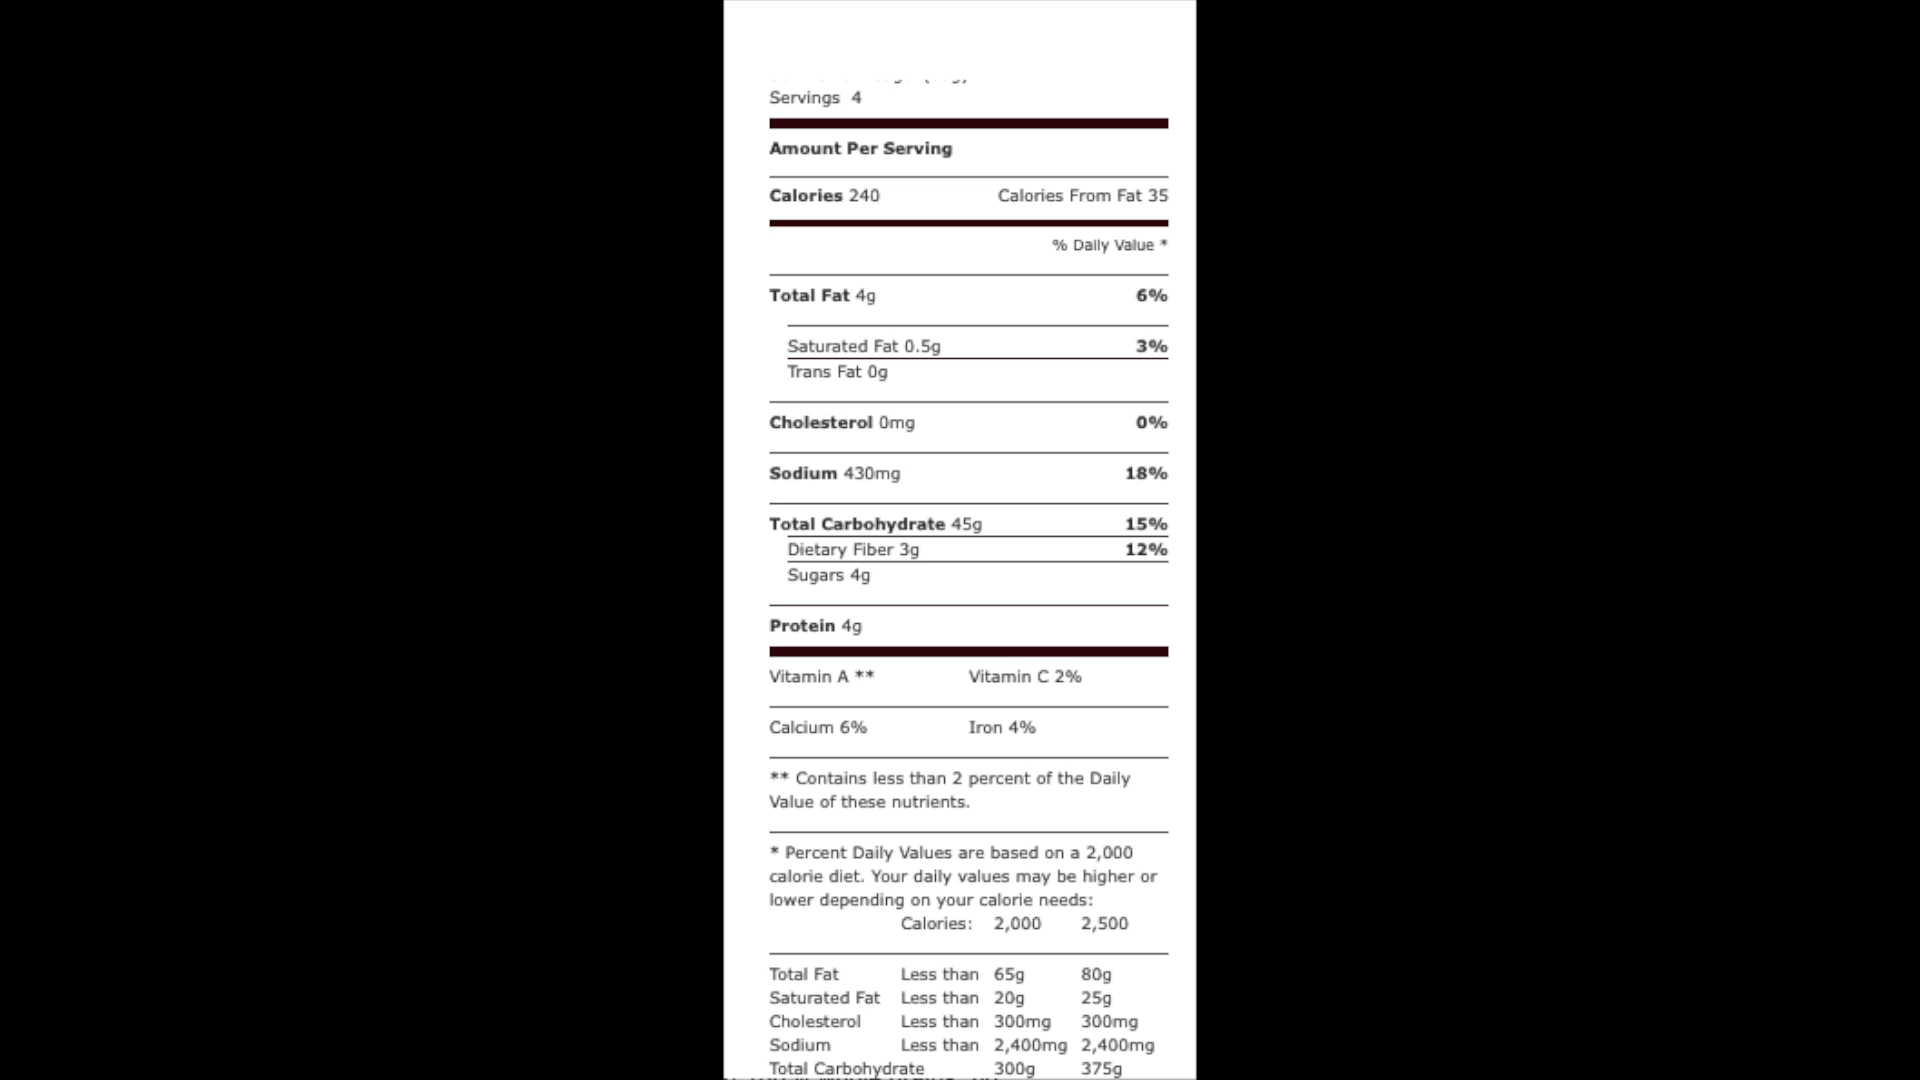 Servings 4
Amount Per Serving
Calories 240 Calories From Fat 35
% Daily Value *
Total Fat 4g 6%
Saturated Fat 0.5g 3%
Trans Fat 0g
Cholesterol 0mg 0%
Sodium 430mg 18%
Total Carbohydrate 45g 15%
Dietary Fiber 3g 12%
Sugars 4g
Protein 4g
Vitamin A ** Vitamin C 2%
Calcium 6% Iron 4%
** Contains less than 2 percent of the Daily
Value of these nutrients.
* Percent Daily Values are based on a 2,000
calorie diet. Your daily values may be higher or
lower depending on your calorie needs:
Calories: 2,000 2,500
Total Fat Less than 65g 80g
Saturated Fat Less than 20g 25g
Cholesterol Less than 300mg 300mg
Sodium Less than 2,400mg 2,400mg
Total Carbohydrate 300g 375g